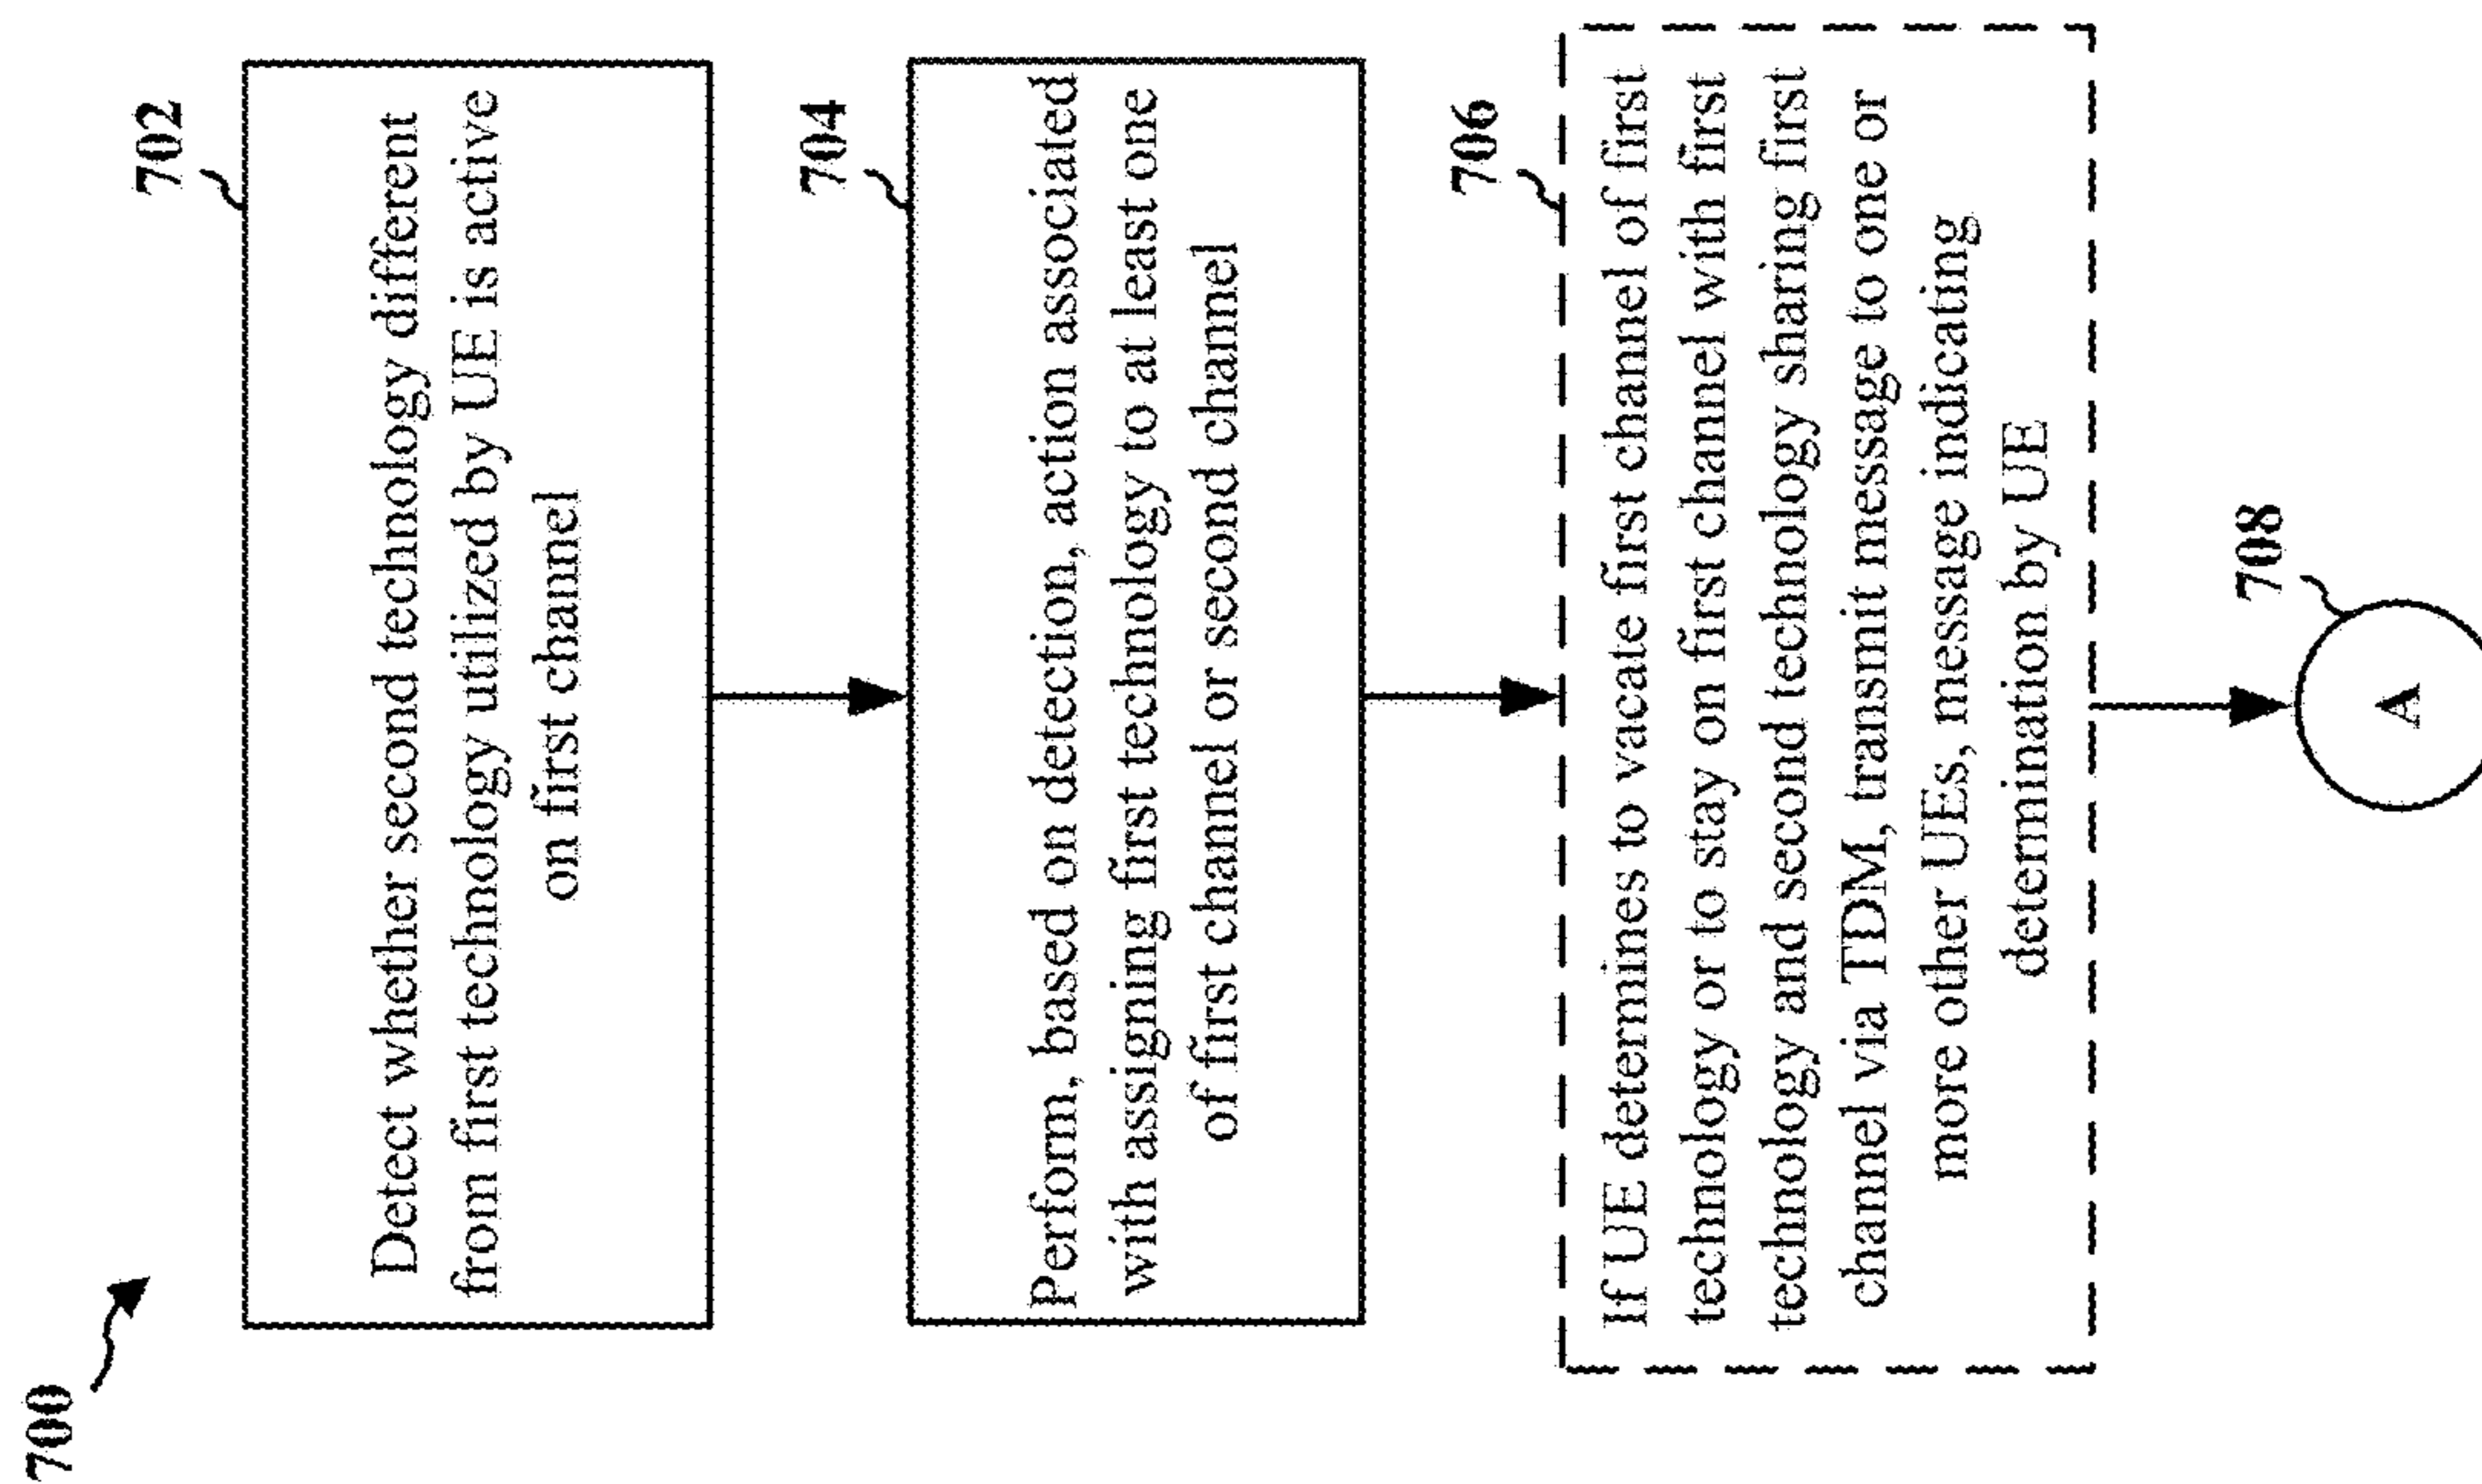 700
702
Detect whether second technology different
from first technology utilized by UE is active
on first channel
704
Perform, based on detection, action associated
with assigning first technology to at least one
of first channel or second channel
706
If UE determines to vacate first channel of first
technology or to stay on first channel with first
technology and second technology sharing first
channel via TDM, transmit message to one or
more other UEs, message indicating
determination by UE
708
A